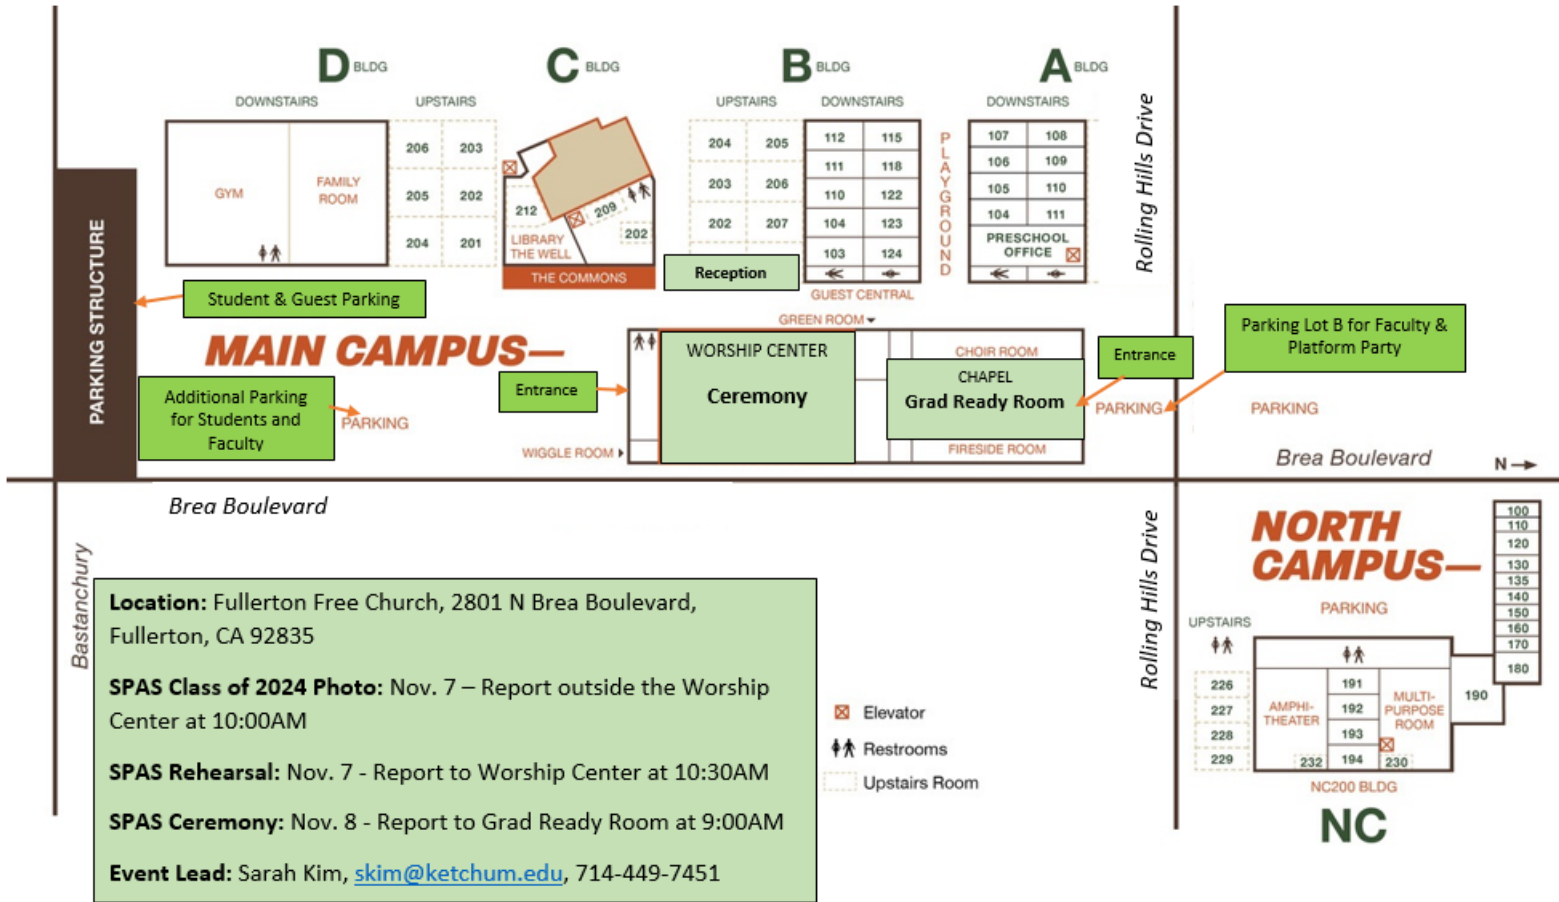 D BLDG
DOWNSTAIRS
UPSTAIRS
GYM
FAMILY
ROOM
206 203
205 202
204 201
C BLDG
212
209
202
LIBRARY
THE WELL
THE COMMONS
B BLDG
UPSTAIRS
DOWNSTAIRS
204 205
203 206
202 207
112 115
111 118
110 122
104 123
103 124
Reception
GUEST CENTRAL
PLAYGROUND
A BLDG
DOWNSTAIRS
107 108
106 109
105 110
104 111
PRESCHOOL
OFFICE
Rolling Hills Drive
PARKING STRUCTURE
Student & Guest Parking
MAIN CAMPUS—
Additional Parking
for Students and
Faculty
PARKING
Entrance
WIGGLE ROOM
GREEN ROOM
WORSHIP CENTER
Ceremony
CHOIR ROOM
CHAPEL
Grad Ready Room
FIRESIDE ROOM
Entrance
PARKING
Parking Lot B for Faculty &
Platform Party
PARKING
Brea Boulevard
N
Brea Boulevard
Bastanchury
Location: Fullerton Free Church, 2801 N Brea Boulevard,
Fullerton, CA 92835
SPAS Class of 2024 Photo: Nov. 7 – Report outside the Worship
Center at 10:00AM
SPAS Rehearsal: Nov. 7 - Report to Worship Center at 10:30AM
SPAS Ceremony: Nov. 8 - Report to Grad Ready Room at 9:00AM
Event Lead: Sarah Kim, skim@ketchum.edu, 714-449-7451
Elevator
Restrooms
Upstairs Room
Rolling Hills Drive
NORTH
CAMPUS—
PARKING
100
110
120
130
135
140
150
160
170
180
190
UPSTAIRS
226
227
228
229
AMPHI-
THEATER
191
192
193
194
MULTI-
PURPOSE
ROOM
232
230
NC200 BLDG
NC